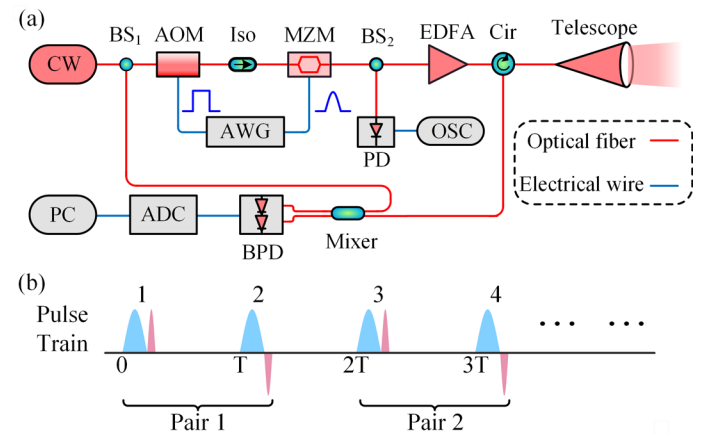 (a)
BS₁ AOM Iso MZM BS₂ EDFA Cir Telescope
CW
AWG
PD
OSC
Optical fiber
Electrical wire
PC ADC
BPD
Mixer
(b)
Pulse
Train
1 2 3 4
... ...
0 T 2T 3T
Pair 1 Pair 2